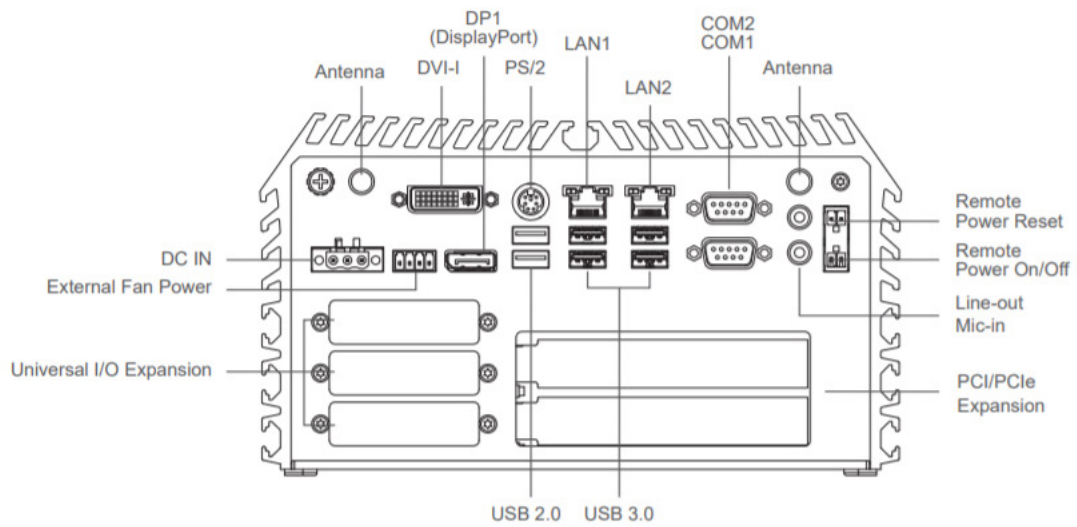 DP1
(DisplayPort)
COM2
COM1
LAN1
Antenna
DVI-I
PS/2
Antenna
LAN2
Remote
Power Reset
DC IN
Remote
Power On/Off
External Fan Power
Line-out
Mic-in
Universal I/O Expansion
PCI/PCIe
Expansion
USB 2.0
USB 3.0